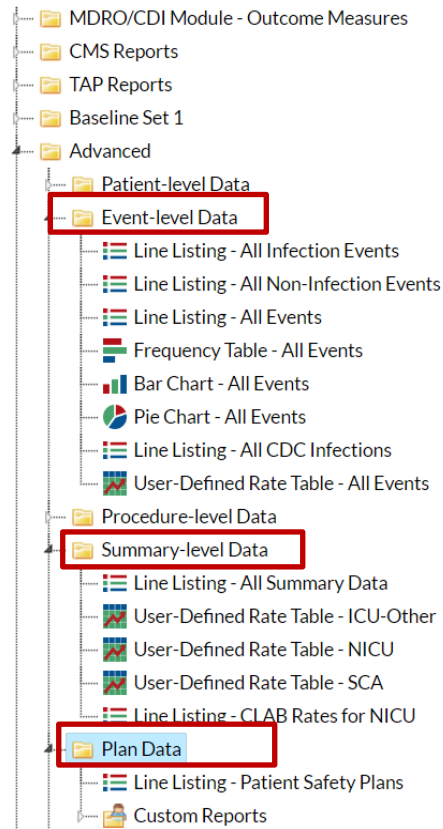 MDRO/CDI Module - Outcome Measures
CMS Reports
TAP Reports
Baseline Set 1
Advanced
Patient-level Data
Event-level Data
Line Listing - All Infection Events
Line Listing - All Non-Infection Events
Line Listing - All Events
Frequency Table - All Events
Bar Chart - All Events
Pie Chart - All Events
Line Listing - All CDC Infections
User-Defined Rate Table - All Events
Procedure-level Data
Summary-level Data
Line Listing - All Summary Data
User-Defined Rate Table - ICU-Other
User-Defined Rate Table - NICU
User-Defined Rate Table - SCA
Line Listing - CLAB Rates for NICU
Plan Data
Line Listing - Patient Safety Plans
Custom Reports